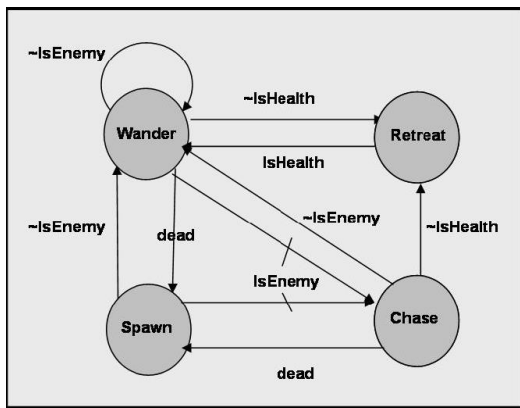 ~IsEnemy
~IsHealth
Wander
Retreat
IsHealth
~IsEnemy
~IsEnemy
~IsHealth
dead
IsEnemy
Spawn
Chase
dead